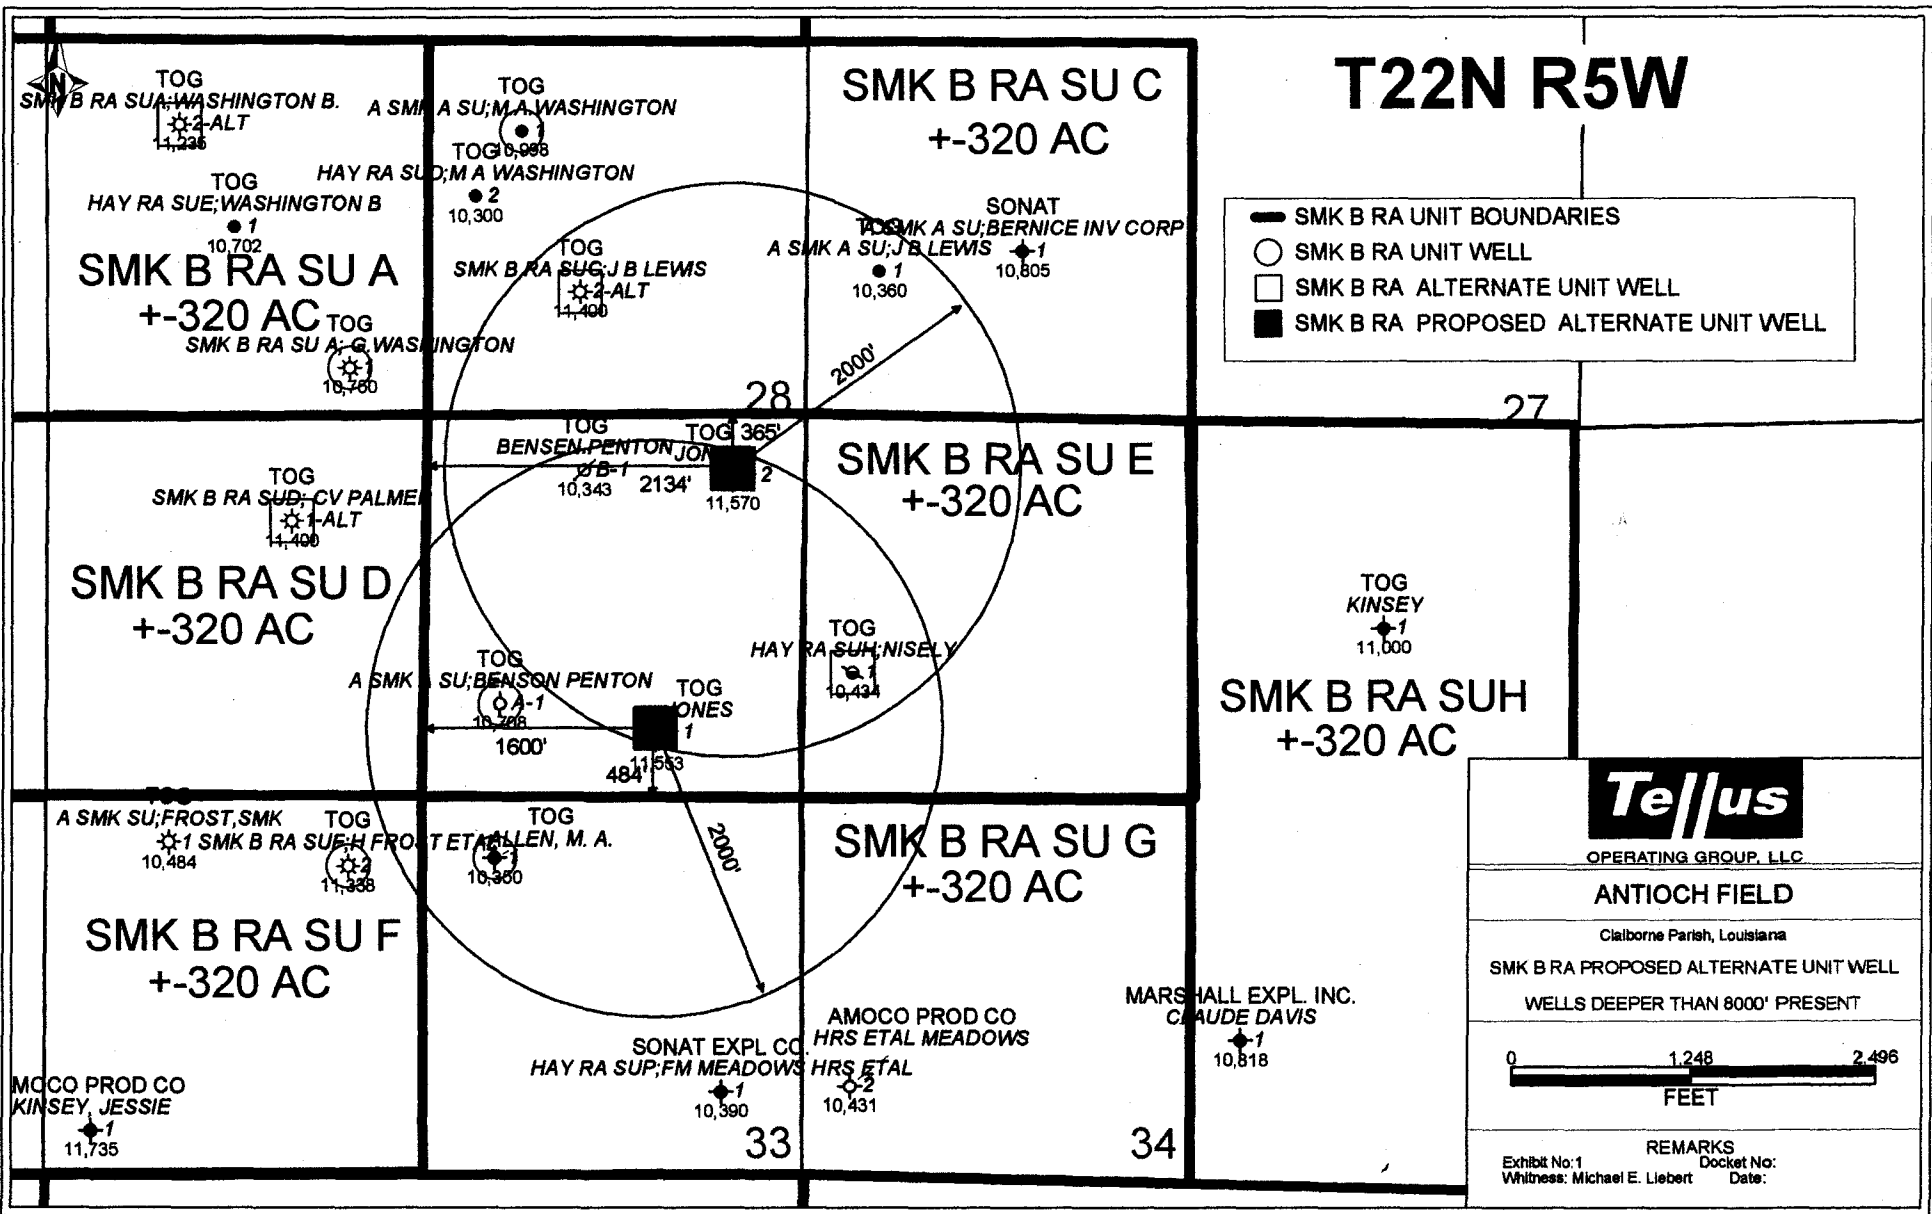 N
TOG
SMK B RA SUA;WASHINGTON B.
2-ALT
11,235
TOG
A SMK A SU;M.A.WASHINGTON
1
10,998
TOG
HAY RA SUD;M A WASHINGTON
2
10,300
TOG
HAY RA SUE;WASHINGTON B
1
10,702
SMK B RA SU A
+-320 AC
TOG
SMK B RA SU A; G.WASHINGTON
1
10,750
TOG
SMK B RA SUC;J B LEWIS
2-ALT
11,400
SMK B RA SU C
+-320 AC
SONAT
A SMK A SU;BERNICE INV CORP
1
10,805
TOG
A SMK A SU;J B LEWIS
1
10,360
2000'
28
T22N R5W
SMK B RA UNIT BOUNDARIES
SMK B RA UNIT WELL
SMK B RA ALTERNATE UNIT WELL
SMK B RA PROPOSED ALTERNATE UNIT WELL
27
TOG
BENSEN.PENTON
B-1
10,343
TOG 365'
2
2134'
11,570
SMK B RA SU E
+-320 AC
TOG
SMK B RA SUD; CV PALMER
1-ALT
11,400
SMK B RA SU D
+-320 AC
TOG
HAY RA SUH;NISELY
1
10,434
TOG
KINSEY
1
11,000
SMK B RA SUH
+-320 AC
TOG
A SMK A SU;BENSON PENTON
A-1
10,708
TOG
JONES
1
1600'
11,553
484'
TOG
A SMK SU;FROST,SMK
1
10,484
TOG
SMK B RA SUF;H FROST ETAL
2
11,338
TOG
ALLEN, M. A.
1
10,350
2000'
SMK B RA SU G
+-320 AC
SMK B RA SU F
+-320 AC
MOCO PROD CO
KINSEY, JESSIE
1
11,735
SONAT EXPL CO.
HAY RA SUP;FM MEADOWS HRS ETAL
1
10,390
AMOCO PROD CO
HRS ETAL MEADOWS
2
10,431
MARSHALL EXPL. INC.
CLAUDE DAVIS
1
10,818
33
34
Tellus
OPERATING GROUP, LLC
ANTIOCH FIELD
Claiborne Parish, Louisiana
SMK B RA PROPOSED ALTERNATE UNIT WELL
WELLS DEEPER THAN 8000' PRESENT
0 1,248 2,496
FEET
REMARKS
Exhibit No:1 Docket No:
Whitness: Michael E. Liebert Date: